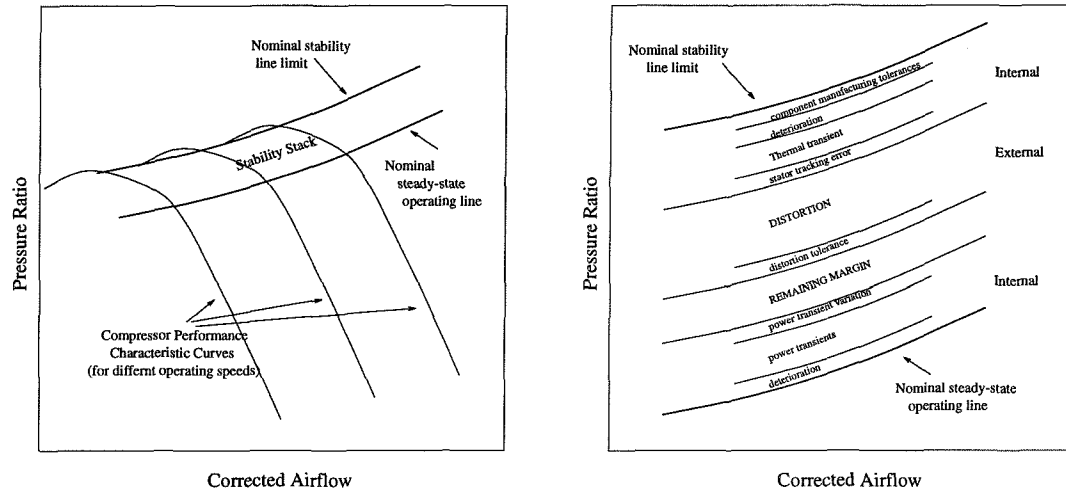 Nominal stability
line limit
Stability Stack
Nominal
steady-state
operating line
Pressure Ratio
Compressor Performance
Characteristic Curves
(for differnt operating speeds)
Corrected Airflow
Nominal stability
line limit
component manufacturing tolerances
deterioration
Thermal transient
stator tracking error
DISTORTION
distortion tolerance
REMAINING MARGIN
power transient variation
power transients
deterioration
Internal
External
Internal
Nominal steady-state
operating line
Pressure Ratio
Corrected Airflow